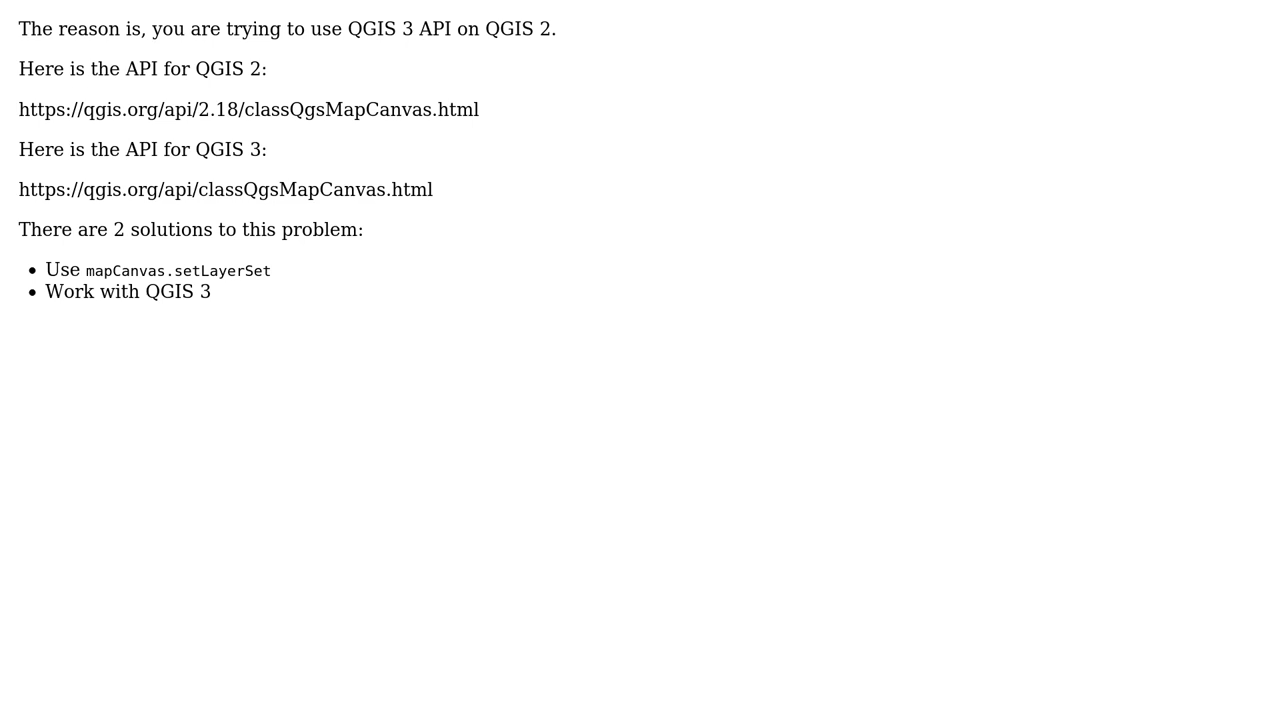 The reason is, you are trying to use QGIS 3 API on QGIS 2.
Here is the API for QGIS 2:
https://qgis.org/api/2.18/classQgsMapCanvas.html
Here is the API for QGIS 3:
https://qgis.org/api/classQgsMapCanvas.html
There are 2 solutions to this problem:
• Use mapCanvas.setLayerSet
• Work with QGIS 3